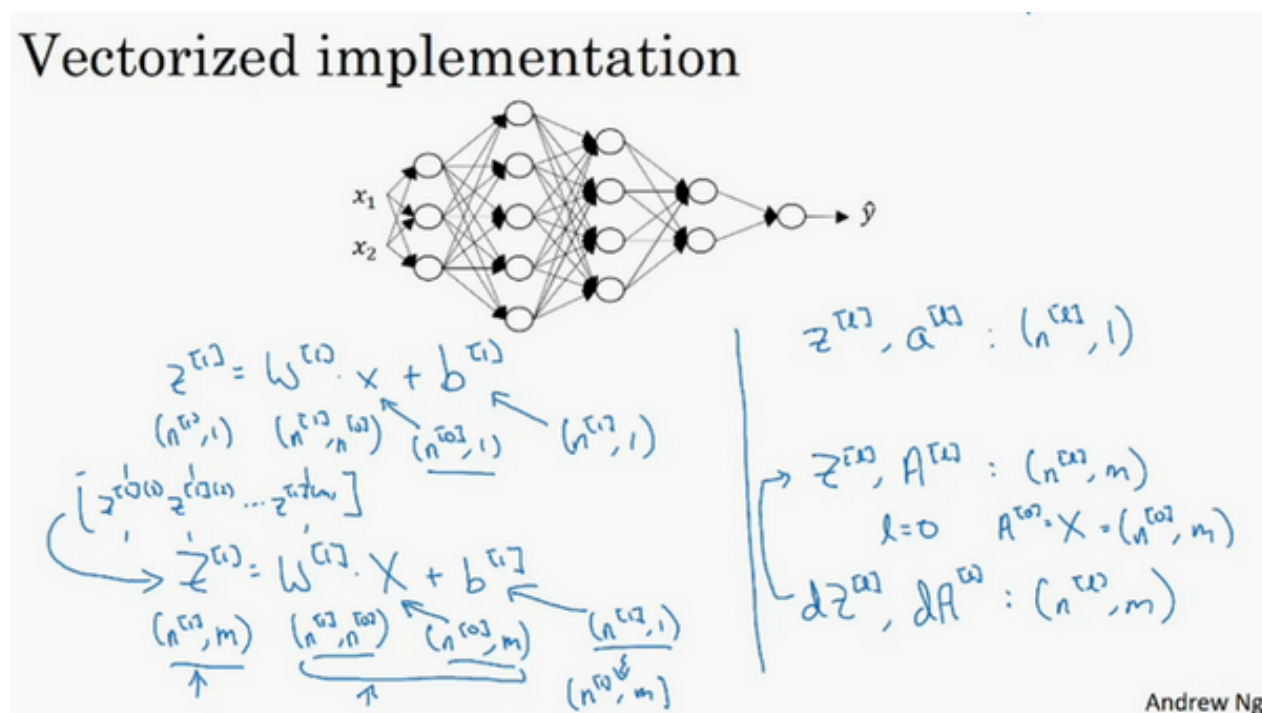 Vectorized implementation
x₁
x₂
ŷ
z^[1] = W^[1] · x + b^[1]
(n^[1], 1) (n^[1], n^[0]) (n^[0], 1) (n^[1], 1)
[z^[1](1) z^[1](2) ... z^[1](m)]
Z^[1] = W^[1] · X + b^[1]
(n^[1], m) (n^[1], n^[0]) (n^[0], m) (n^[1], 1)
(n^[1], m)
z^[l], a^[l] : (n^[l], 1)
Z^[l], A^[l] : (n^[l], m)
l=0 A^[0] = X = (n^[0], m)
dZ^[l], dA^[l] : (n^[l], m)
Andrew Ng